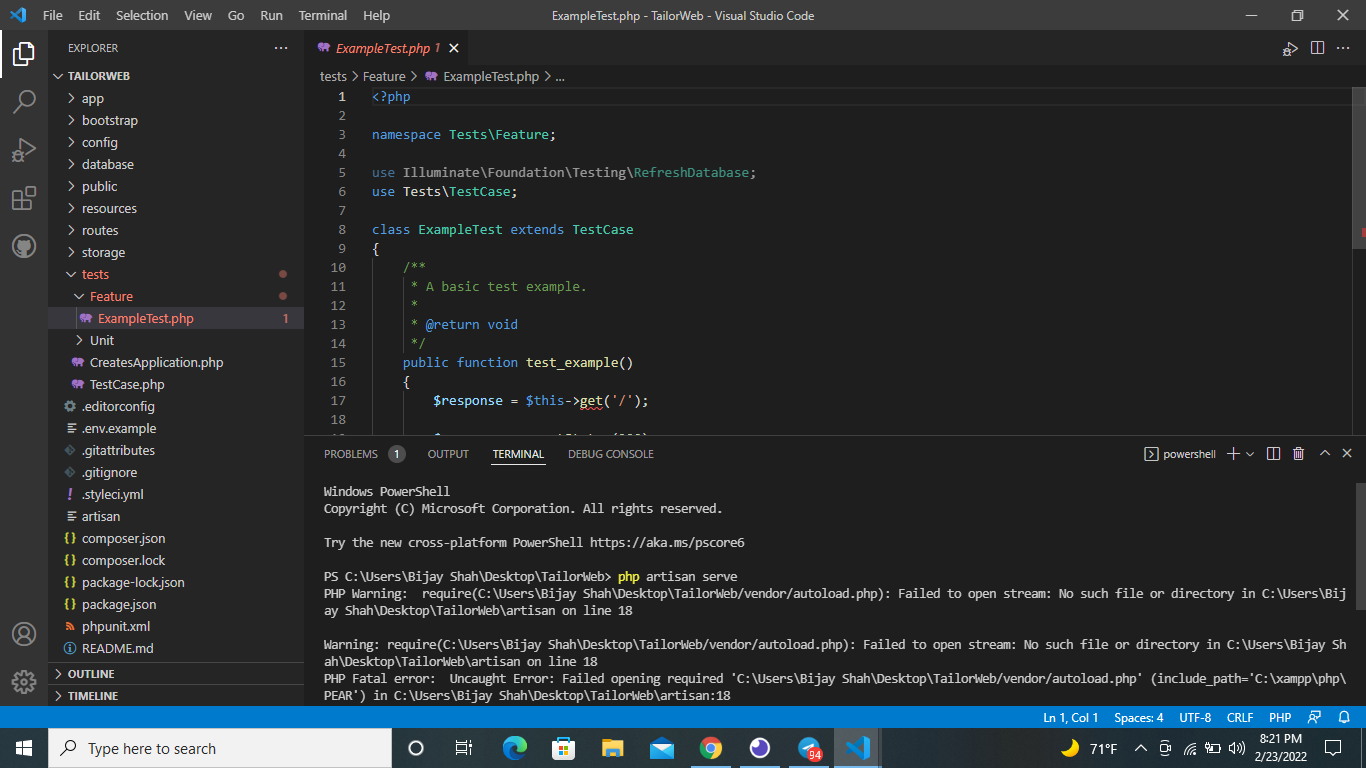 File Edit Selection View Go Run Terminal Help
ExampleTest.php - TailorWeb - Visual Studio Code
EXPLORER
TAILORWEB
app
bootstrap
config
database
public
resources
routes
storage
tests
Feature
ExampleTest.php 1
Unit
CreatesApplication.php
TestCase.php
.editorconfig
.env.example
.gitattributes
.gitignore
.styleci.yml
artisan
composer.json
composer.lock
package-lock.json
package.json
phpunit.xml
README.md
OUTLINE
TIMELINE
ExampleTest.php 1
tests > Feature > ExampleTest.php > ...
1 <?php
2
3 namespace Tests\Feature;
4
5 use Illuminate\Foundation\Testing\RefreshDatabase;
6 use Tests\TestCase;
7
8 class ExampleTest extends TestCase
9 {
10 /**
11 * A basic test example.
12 *
13 * @return void
14 */
15 public function test_example()
16 {
17 $response = $this->get('/');
18
PROBLEMS 1 OUTPUT TERMINAL DEBUG CONSOLE
powershell
Windows PowerShell
Copyright (C) Microsoft Corporation. All rights reserved.
Try the new cross-platform PowerShell https://aka.ms/pscore6
PS C:\Users\Bijay Shah\Desktop\TailorWeb> php artisan serve
PHP Warning:  require(C:\Users\Bijay Shah\Desktop\TailorWeb/vendor/autoload.php): Failed to open stream: No such file or directory in C:\Users\Bij
ay Shah\Desktop\TailorWeb\artisan on line 18
Warning: require(C:\Users\Bijay Shah\Desktop\TailorWeb/vendor/autoload.php): Failed to open stream: No such file or directory in C:\Users\Bijay Sh
ah\Desktop\TailorWeb\artisan on line 18
PHP Fatal error:  Uncaught Error: Failed opening required 'C:\Users\Bijay Shah\Desktop\TailorWeb/vendor/autoload.php' (include_path='C:\xampp\php\
PEAR') in C:\Users\Bijay Shah\Desktop\TailorWeb\artisan:18
Ln 1, Col 1 Spaces: 4 UTF-8 CRLF PHP
Type here to search
94
71°F
8:21 PM
2/23/2022